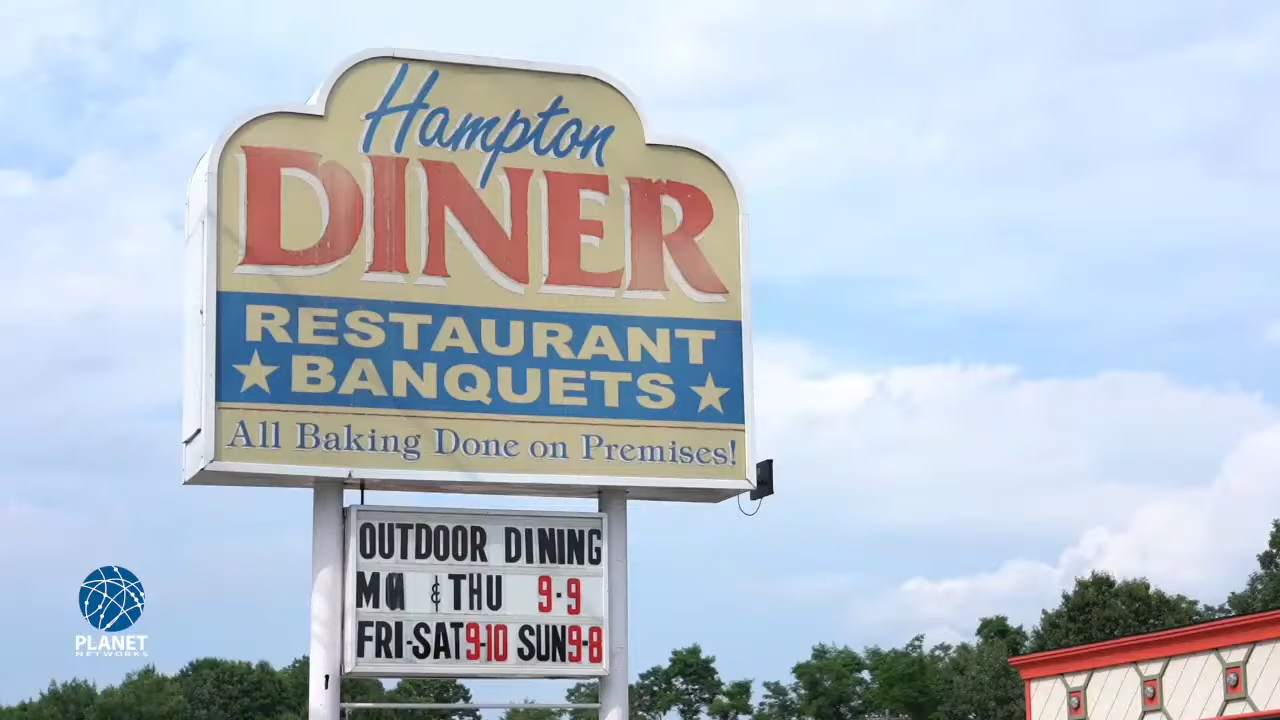 Hampton
DINER
RESTAURANT
BANQUETS
All Baking Done on Premises!
OUTDOOR DINING
& THU 9-9
FRI-SAT 9-10 SUN 9-8
PLANET
NETWORKS